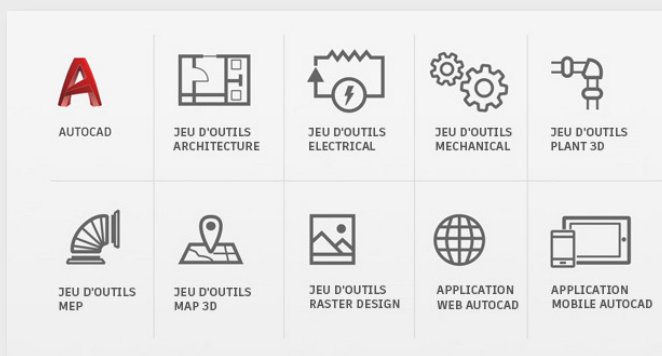 AUTOCAD
JEU D'OUTILS
ARCHITECTURE
JEU D'OUTILS
ELECTRICAL
JEU D'OUTILS
MECHANICAL
JEU D'OUTILS
PLANT 3D
JEU D'OUTILS
MEP
JEU D'OUTILS
MAP 3D
JEU D'OUTILS
RASTER DESIGN
APPLICATION
WEB AUTOCAD
APPLICATION
MOBILE AUTOCAD